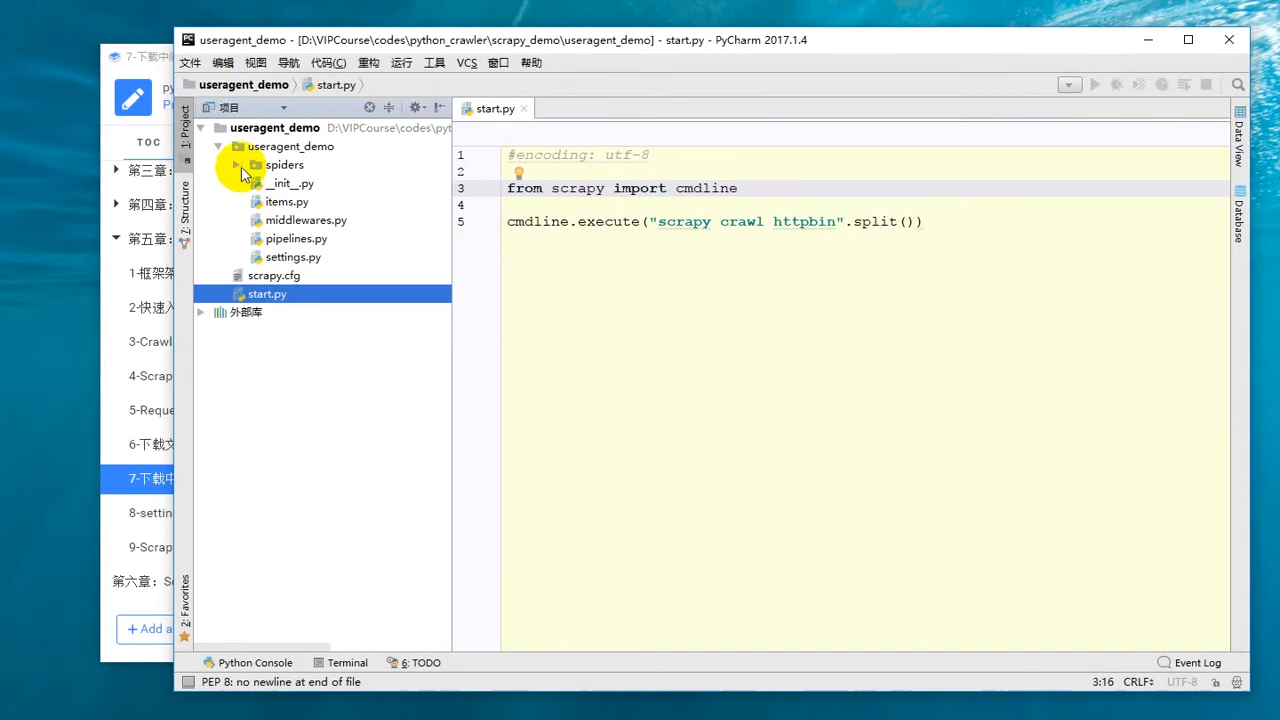 useragent_demo - [D:\VIPCourse\codes\python_crawler\scrapy_demo\useragent_demo] - start.py - PyCharm 2017.1.4
文件 编辑 视图 导航 代码(C) 重构 运行 工具 VCS 窗口 帮助
useragent_demo start.py
项目
start.py
useragent_demo D:\VIPCourse\codes\pyt
useragent_demo
spiders
__init__.py
items.py
middlewares.py
pipelines.py
settings.py
scrapy.cfg
start.py
外部库
1: Project
7: Structure
2: Favorites
1 #encoding: utf-8
2
3 from scrapy import cmdline
4
5 cmdline.execute("scrapy crawl httpbin".split())
Data View
Database
7-下载中
py
TOC
第三章：
第四章：
第五章：
1-框架架
2-快速入
3-Crawl
4-Scrap
5-Reque
6-下载文
7-下载中
8-settin
9-Scrap
第六章：
+ Add a
Python Console Terminal 6: TODO Event Log
PEP 8: no newline at end of file 3:16 CRLF UTF-8